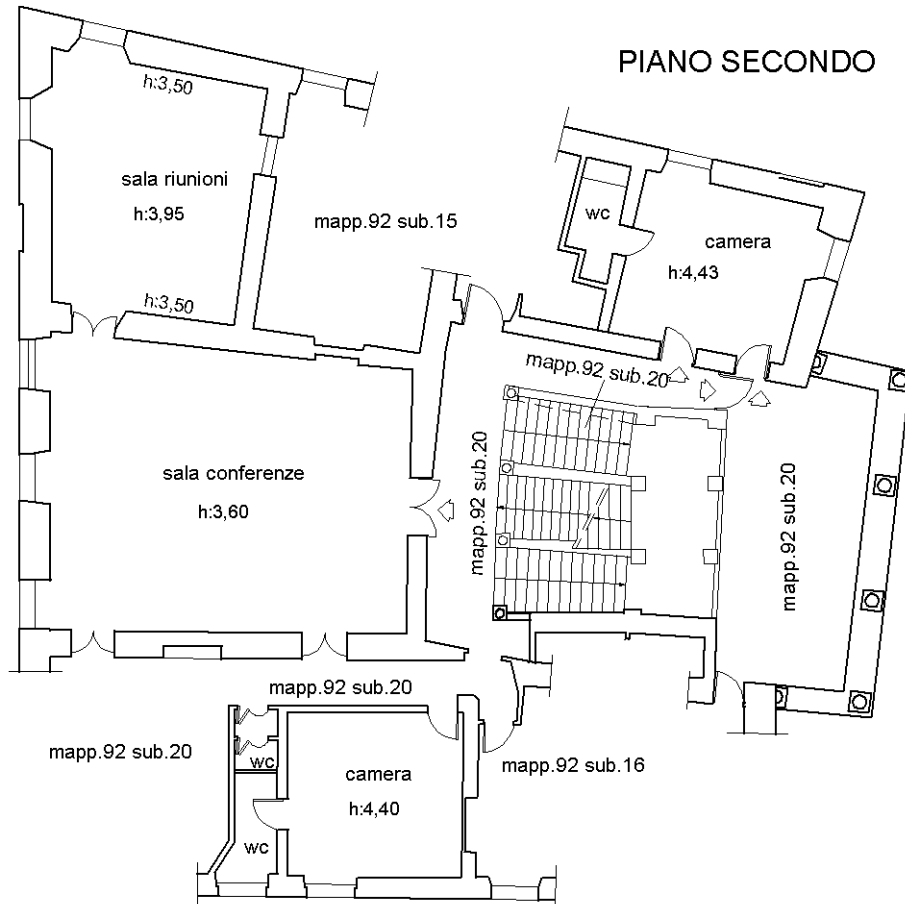 PIANO SECONDO
h:3,50
sala riunioni
h:3,95
mapp.92 sub.15
wc
camera
h:4,43
h:3,50
mapp.92 sub.20
sala conferenze
h:3,60
mapp.92 sub.20
mapp.92 sub.20
mapp.92 sub.20
mapp.92 sub.20
wc
camera
h:4,40
mapp.92 sub.16
wc